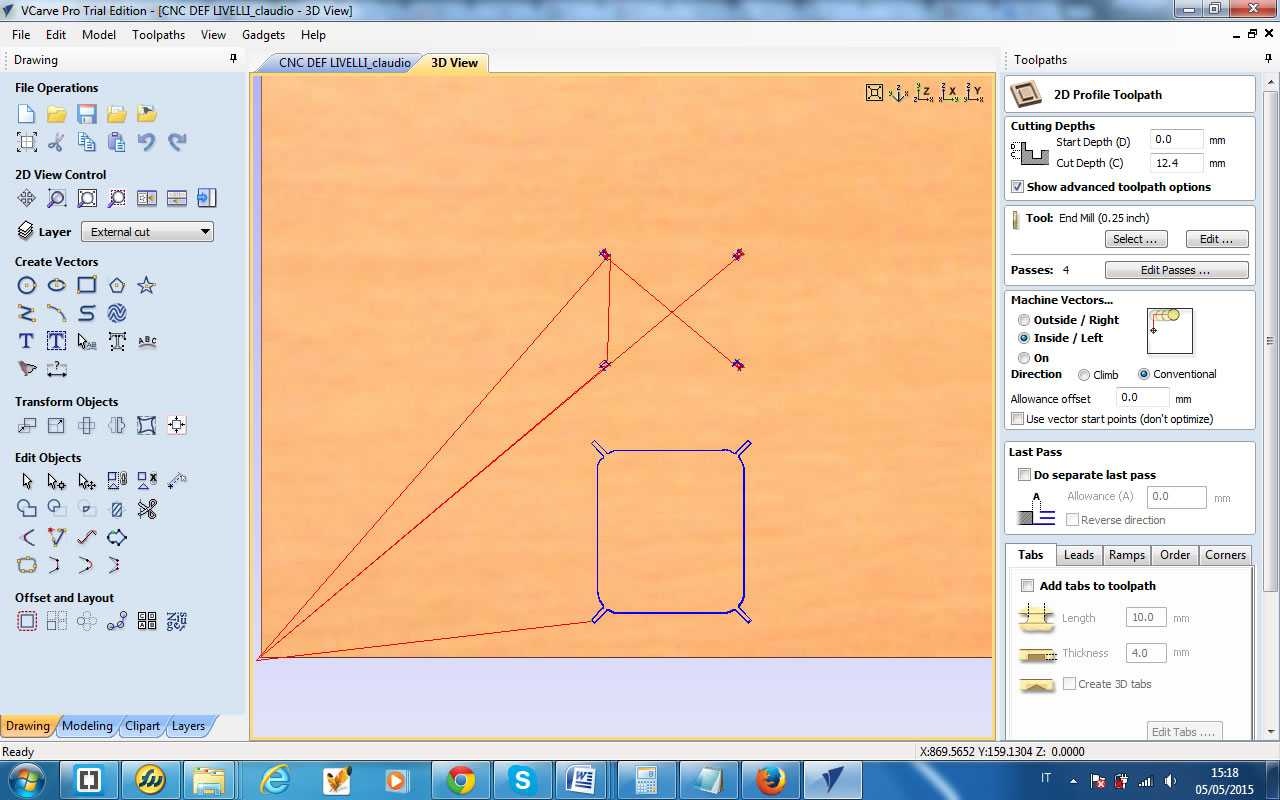 VCarve Pro Trial Edition - [CNC DEF LIVELLI_claudio - 3D View]
File Edit Model Toolpaths View Gadgets Help
Drawing
File Operations
2D View Control
Layer External cut
Create Vectors
Transform Objects
Edit Objects
Offset and Layout
Drawing Modeling Clipart Layers
CNC DEF LIVELLI_claudio 3D View
Toolpaths
2D Profile Toolpath
Cutting Depths
Start Depth (D) 0.0 mm
Cut Depth (C) 12.4 mm
Show advanced toolpath options
Tool: End Mill (0.25 inch)
Select ... Edit ...
Passes: 4 Edit Passes ...
Machine Vectors...
Outside / Right
Inside / Left
On
Direction Climb Conventional
Allowance offset 0.0 mm
Use vector start points (don't optimize)
Last Pass
Do separate last pass
A Allowance (A) 0.0 mm
Reverse direction
Tabs Leads Ramps Order Corners
Add tabs to toolpath
Length 10.0 mm
Thickness 4.0 mm
Create 3D tabs
Edit Tabs ....
Ready X:869.5652 Y:159.1304 Z: 0.0000
IT 15:18
05/05/2015